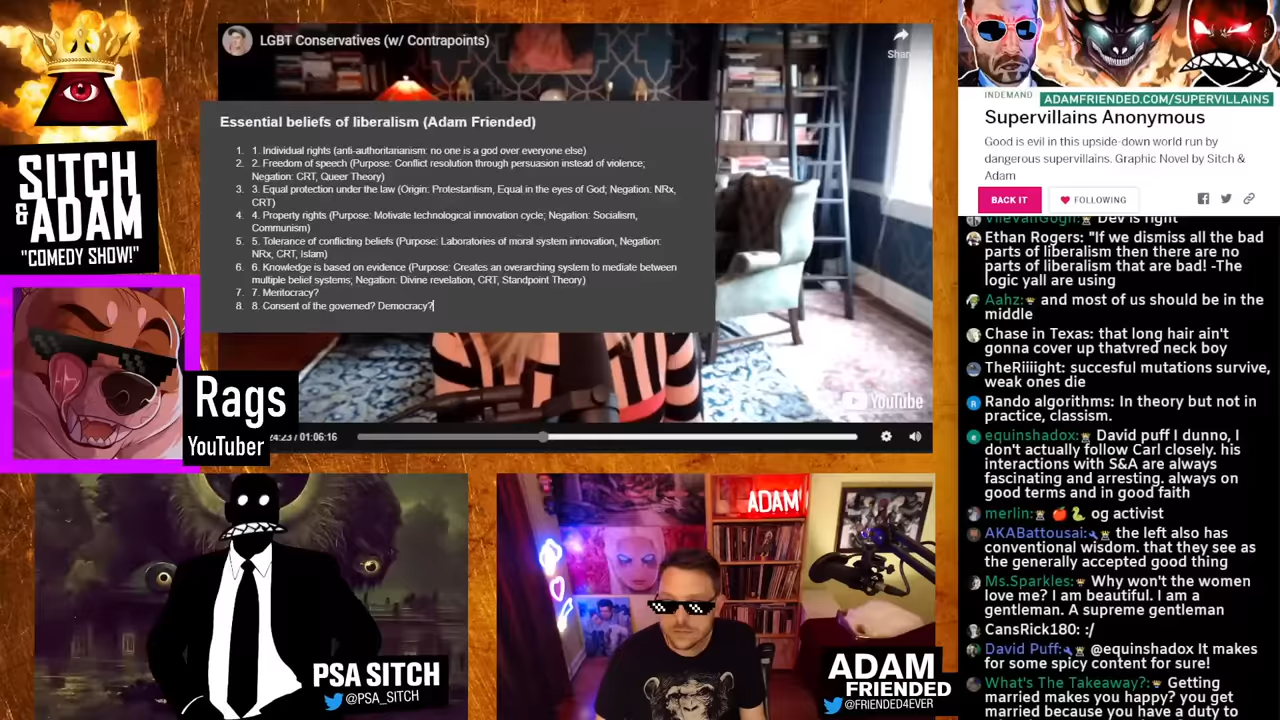 SITCH
& ADAM
"COMEDY SHOW!"
LGBT Conservatives (w/ Contrapoints)
Shar
Essential beliefs of liberalism (Adam Friended)
1. 1. Individual rights (anti-authoritarianism: no one is a god over everyone else)
2. 2. Freedom of speech (Purpose: Conflict resolution through persuasion instead of violence;
Negation: CRT, Queer Theory)
3. 3. Equal protection under the law (Origin: Protestantism, Equal in the eyes of God; Negation: NRx,
CRT)
4. 4. Property rights (Purpose: Motivate technological innovation cycle; Negation: Socialism,
Communism)
5. 5. Tolerance of conflicting beliefs (Purpose: Laboratories of moral system innovation, Negation:
NRx, CRT, Islam)
6. 6. Knowledge is based on evidence (Purpose: Creates an overarching system to mediate between
multiple belief systems; Negation: Divine revelation, CRT, Standpoint Theory)
7. 7. Meritocracy?
8. 8. Consent of the governed? Democracy?
YouTube
24:23 / 01:06:16
Rags
YouTuber
PSA SITCH
@PSA_SITCH
ADAM
ADAM
FRIENDED
@FRIENDED4EVER
INDEMAND
ADAMFRIENDED.COM/SUPERVILLAINS
Supervillains Anonymous
Good is evil in this upside-down world run by
dangerous supervillains. Graphic Novel by Sitch &
Adam
BACK IT
FOLLOWING
VileVanGogh: Dev is right
Ethan Rogers: "If we dismiss all the bad
parts of liberalism then there are no
parts of liberalism that are bad! -The
logic yall are using
Aahz: and most of us should be in the
middle
Chase in Texas: that long hair ain't
gonna cover up thatvred neck boy
TheRiiiight: succesful mutations survive,
weak ones die
Rando algorithms: In theory but not in
practice, classism.
equinshadox: David puff I dunno, I
don't actually follow Carl closely. his
interactions with S&A are always
fascinating and arresting. always on
good terms and in good faith
merlin: 🍎 🐍 og activist
AKABattousai: the left also has
conventional wisdom. that they see as
the generally accepted good thing
Ms.Sparkles: Why won't the women
love me? I am beautiful. I am a
gentleman. A supreme gentleman
CansRick180: :/
David Puff: @equinshadox It makes
for some spicy content for sure!
What's The Takeaway?: Getting
married makes you happy? you get
married because you have a duty to